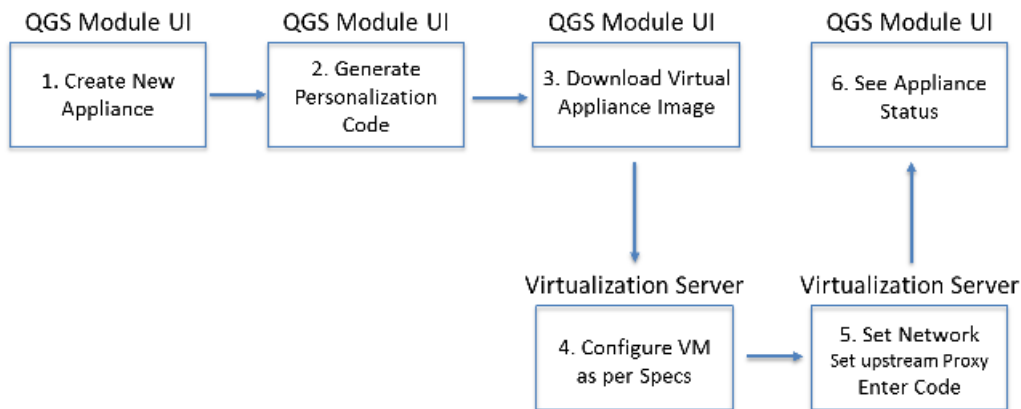 QGS Module UI
1. Create New
Appliance
QGS Module UI
2. Generate
Personalization
Code
QGS Module UI
3. Download Virtual
Appliance Image
Virtualization Server
4. Configure VM
as per Specs
Virtualization Server
5. Set Network
Set upstream Proxy
Enter Code
QGS Module UI
6. See Appliance
Status